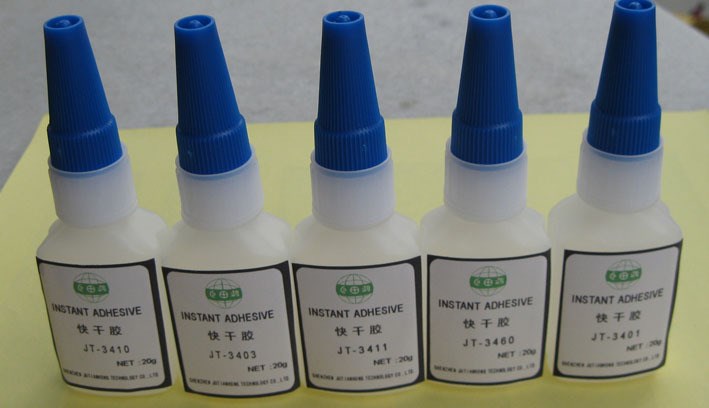 INSTANT ADHESIVE
快干胶
JT-3410
NET :20g
INSTANT ADHESIVE
快干胶
JT-3403
NET :20g
INSTANT ADHESIVE
快干胶
JT-3411
NET :20g
INSTANT ADHESIVE
快干胶
JT-3460
NET :20g
INSTANT ADHESIVE
快干胶
JT-3401
NET :20g